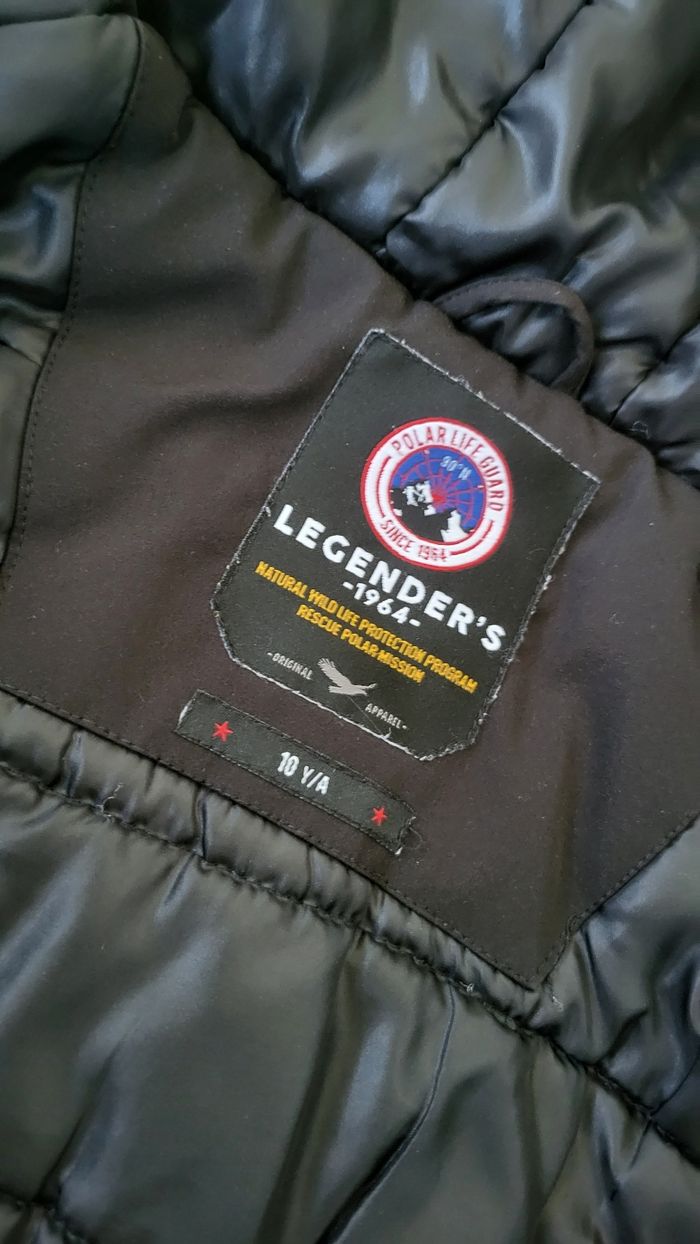 POLAR LIFE GUARD
90°N
SINCE 1964
LEGENDER'S
-1964-
NATURAL WILD LIFE PROTECTION PROGRAM
RESCUE POLAR MISSION
-ORIGINAL APPAREL-
10 Y/A